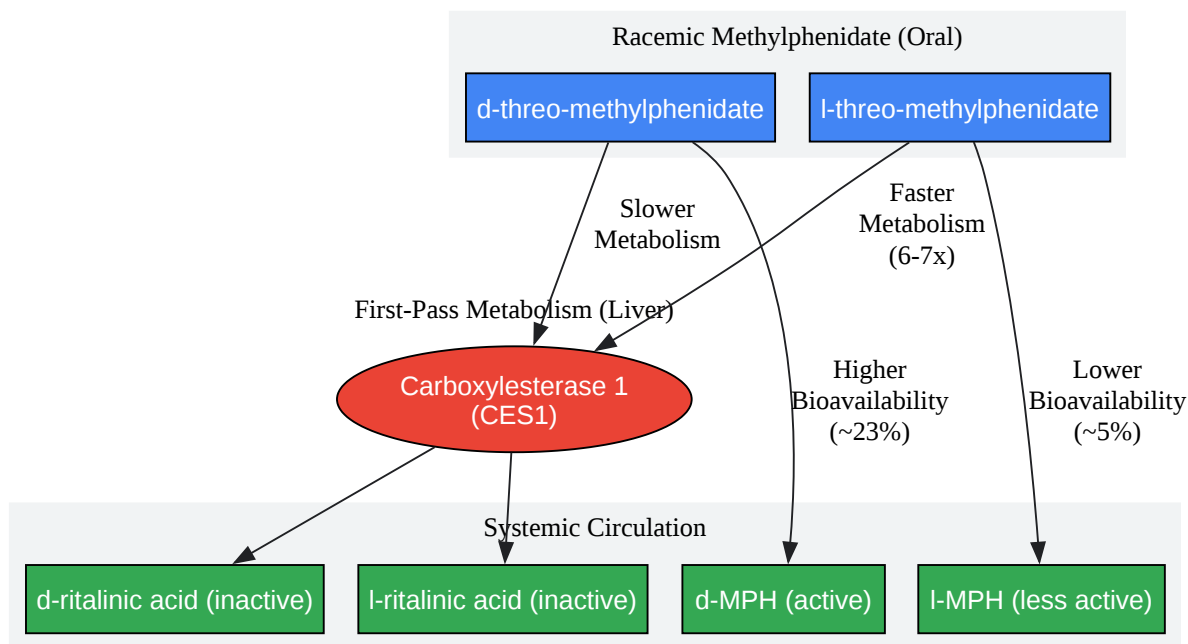 Racemic Methylphenidate (Oral)
d-threo-methylphenidate
l-threo-methylphenidate
Slower
Metabolism
Faster
Metabolism
(6-7x)
First-Pass Metabolism (Liver)
Carboxylesterase 1
(CES1)
Higher
Bioavailability
(~23%)
Lower
Bioavailability
(~5%)
Systemic Circulation
d-ritalinic acid (inactive)
l-ritalinic acid (inactive)
d-MPH (active)
l-MPH (less active)